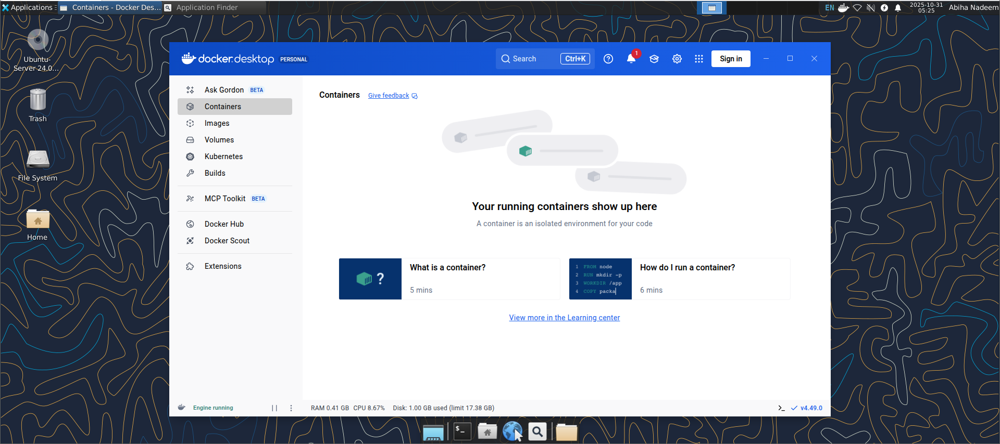 Applications
Containers - Docker Des...
Application Finder
EN
2025-10-31
05:25
Abiha Nadeem
Ubuntu-
Server 24.0...
Trash
File System
Home
docker.desktop PERSONAL
Search Ctrl+K
1
Sign in
Ask Gordon BETA
Containers
Images
Volumes
Kubernetes
Builds
MCP Toolkit BETA
Docker Hub
Docker Scout
Extensions
Containers Give feedback
Your running containers show up here
A container is an isolated environment for your code
?
What is a container?
5 mins
1 FROM node
2 RUN mkdir -p
3 WORKDIR /app
4 COPY packa
How do I run a container?
6 mins
View more in the Learning center
Engine running
RAM 0.41 GB CPU 8.67% Disk: 1.00 GB used (limit 17.38 GB)
v4.49.0
$_